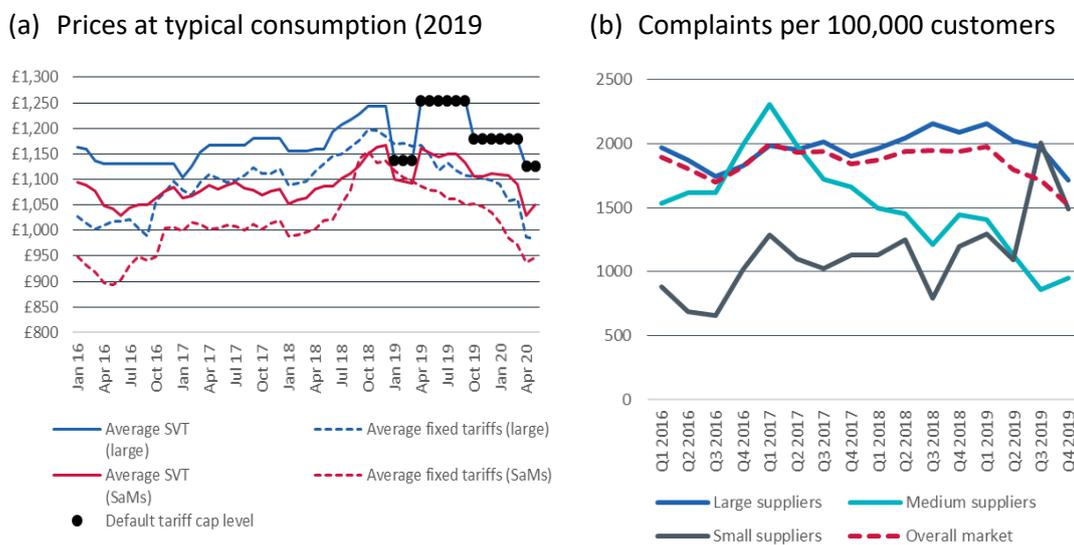 (a) Prices at typical consumption (2019
£1,300
£1,250
£1,200
£1,150
£1,100
£1,050
£1,000
£950
£900
£850
£800
Jan 16
Apr 16
Jul 16
Oct 16
Jan 17
Apr 17
Jul 17
Oct 17
Jan 18
Apr 18
Jul 18
Oct 18
Jan 19
Apr 19
Jul 19
Oct 19
Jan 20
Apr 20
Average SVT
(large)
Average fixed tariffs (large)
Average SVT
(SaMs)
Average fixed tariffs (SaMs)
Default tariff cap level
(b) Complaints per 100,000 customers
2500
2000
1500
1000
500
0
Q1 2016
Q2 2016
Q3 2016
Q4 2016
Q1 2017
Q2 2017
Q3 2017
Q4 2017
Q1 2018
Q2 2018
Q3 2018
Q4 2018
Q1 2019
Q2 2019
Q3 2019
Q4 2019
Large suppliers
Medium suppliers
Small suppliers
Overall market